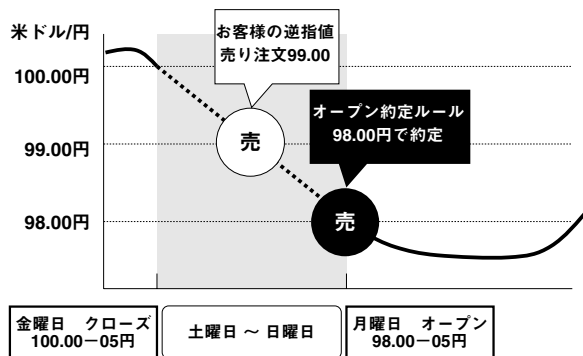 米ドル/円
お客様の逆指値
売り注文99.00
100.00円
オープン約定ルール
98.00円で約定
99.00円
売
98.00円
売
金曜日　クローズ
100.00－05円
土曜日 ～ 日曜日
月曜日　オープン
98.00－05円